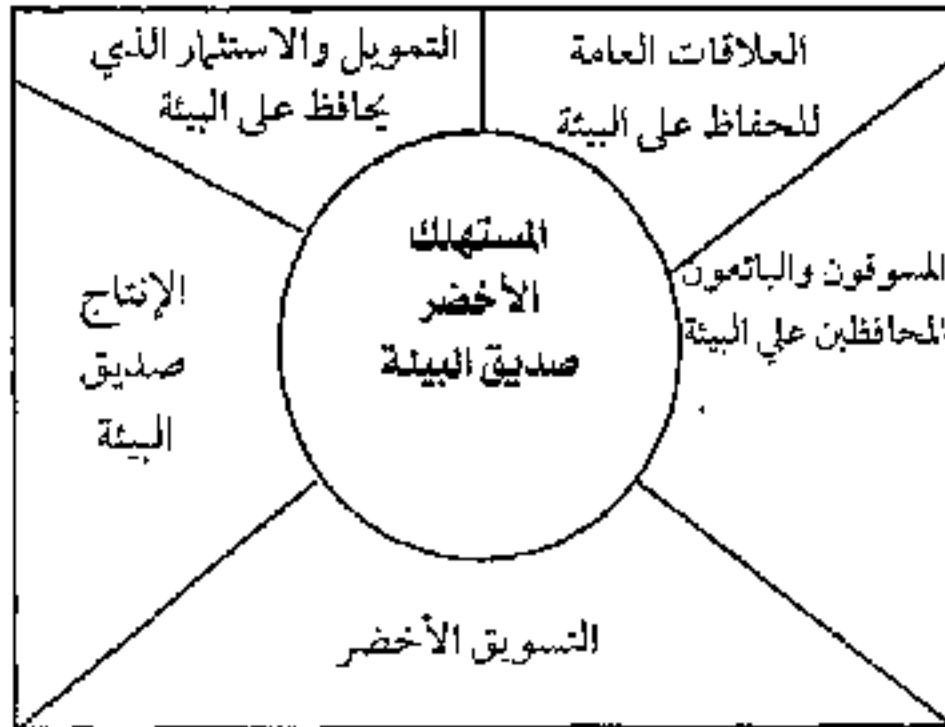 العلاقات العامة
للحفاظ على البيئة
التمويل والاستثمار الذي
يحافظ على البيئة
المستهلك
الأخضر
صديق البيئة
المسوقون والبائعون
المحافظين علي البيئة
الإنتاج
صديق
البيئة
التسويق الأخضر